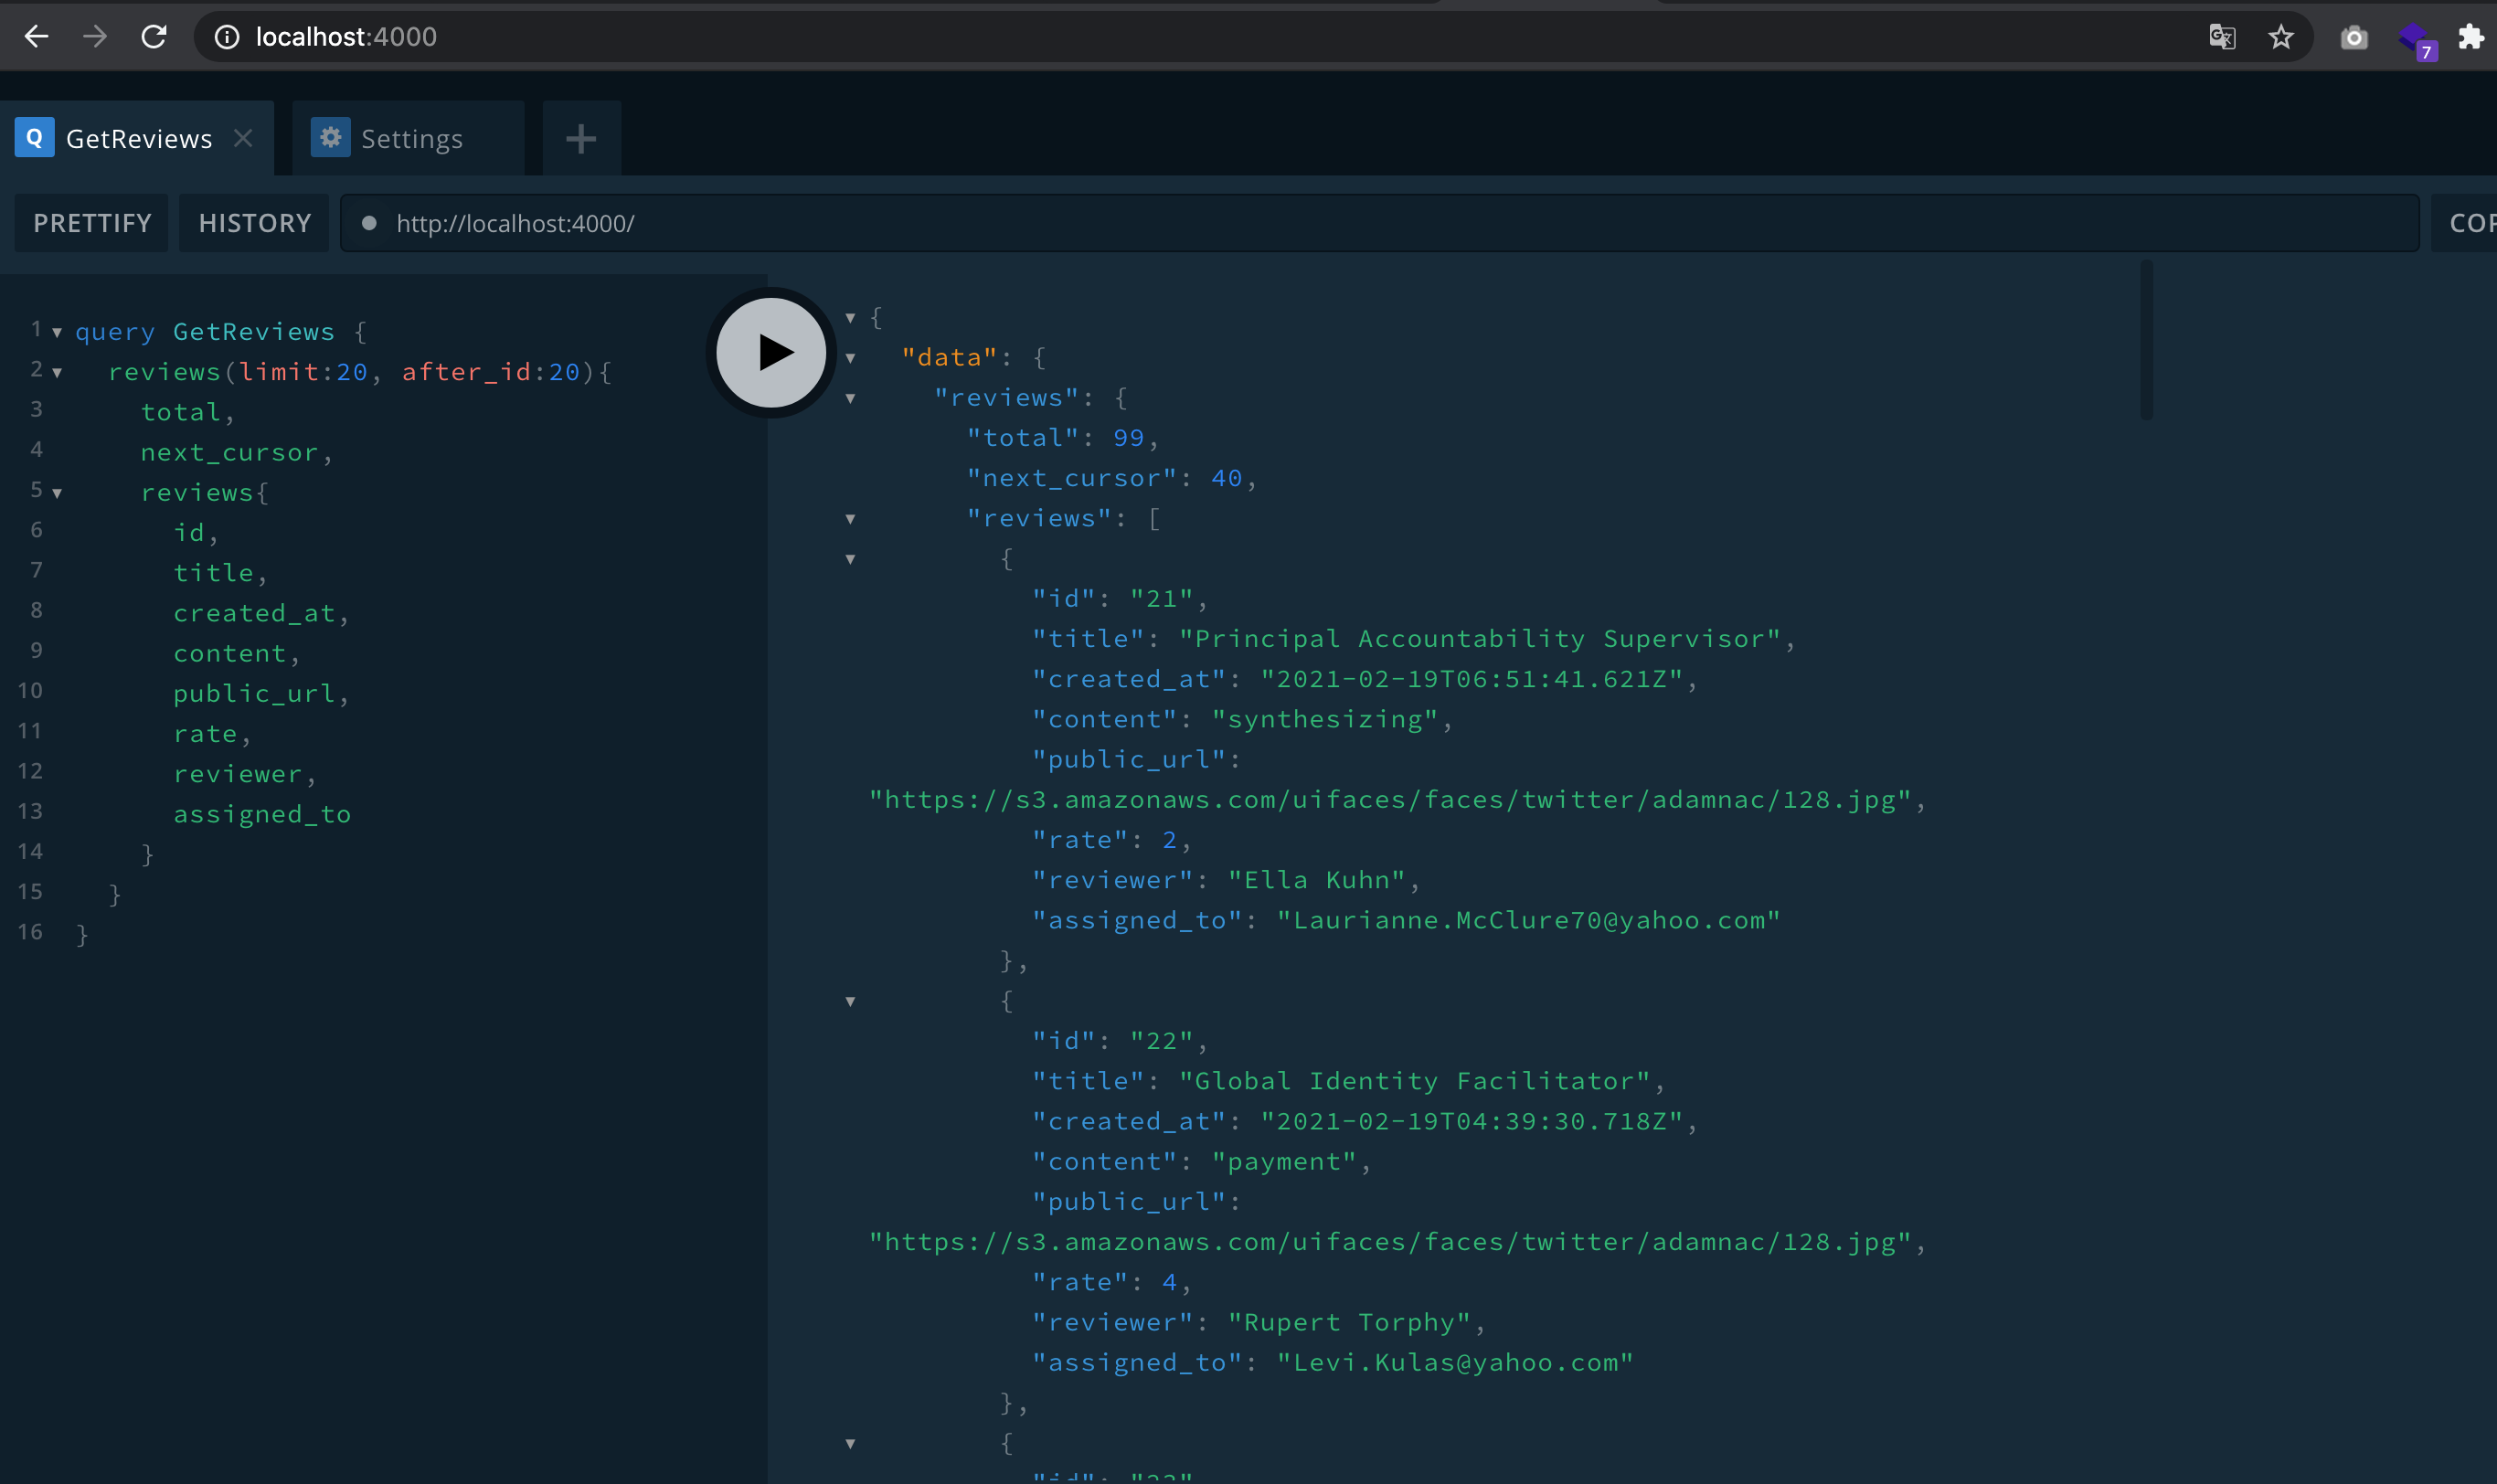 localhost:4000
7
Q GetReviews
Settings
PRETTIFY
HISTORY
http://localhost:4000/
1 query GetReviews {
2 reviews(limit:20, after_id:20){
3 total,
4 next_cursor,
5 reviews{
6 id,
7 title,
8 created_at,
9 content,
10 public_url,
11 rate,
12 reviewer,
13 assigned_to
14 }
15 }
16 }
{
"data": {
"reviews": {
"total": 99,
"next_cursor": 40,
"reviews": [
{
"id": "21",
"title": "Principal Accountability Supervisor",
"created_at": "2021-02-19T06:51:41.621Z",
"content": "synthesizing",
"public_url":
"https://s3.amazonaws.com/uifaces/faces/twitter/adamnac/128.jpg",
"rate": 2,
"reviewer": "Ella Kuhn",
"assigned_to": "Laurianne.McClure70@yahoo.com"
},
{
"id": "22",
"title": "Global Identity Facilitator",
"created_at": "2021-02-19T04:39:30.718Z",
"content": "payment",
"public_url":
"https://s3.amazonaws.com/uifaces/faces/twitter/adamnac/128.jpg",
"rate": 4,
"reviewer": "Rupert Torphy",
"assigned_to": "Levi.Kulas@yahoo.com"
},
{